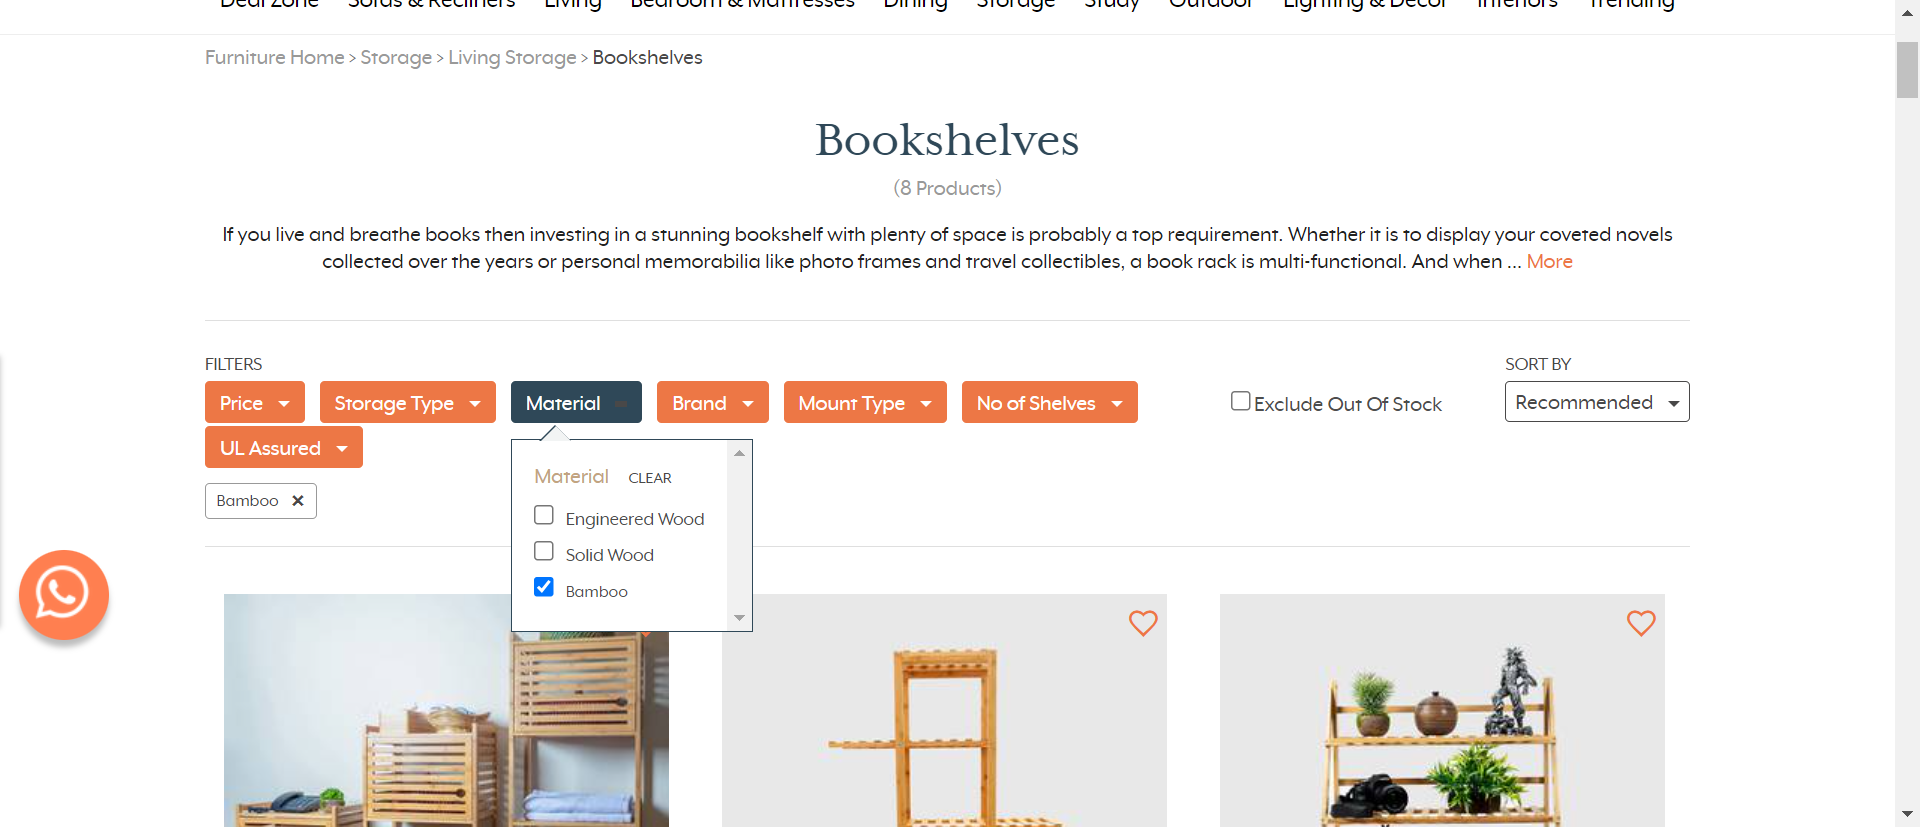 Deal Zone Sofas & Recliners Living Bedroom & Mattresses Dining Storage Study Outdoor Lighting & Decor Interiors Trending
Furniture Home > Storage > Living Storage > Bookshelves
Bookshelves
(8 Products)
If you live and breathe books then investing in a stunning bookshelf with plenty of space is probably a top requirement. Whether it is to display your coveted novels
collected over the years or personal memorabilia like photo frames and travel collectibles, a book rack is multi-functional. And when ... More
FILTERS
SORT BY
Price Storage Type Material Brand Mount Type No of Shelves
Exclude Out Of Stock
Recommended
UL Assured
Bamboo ✕
Material CLEAR
Engineered Wood
Solid Wood
Bamboo